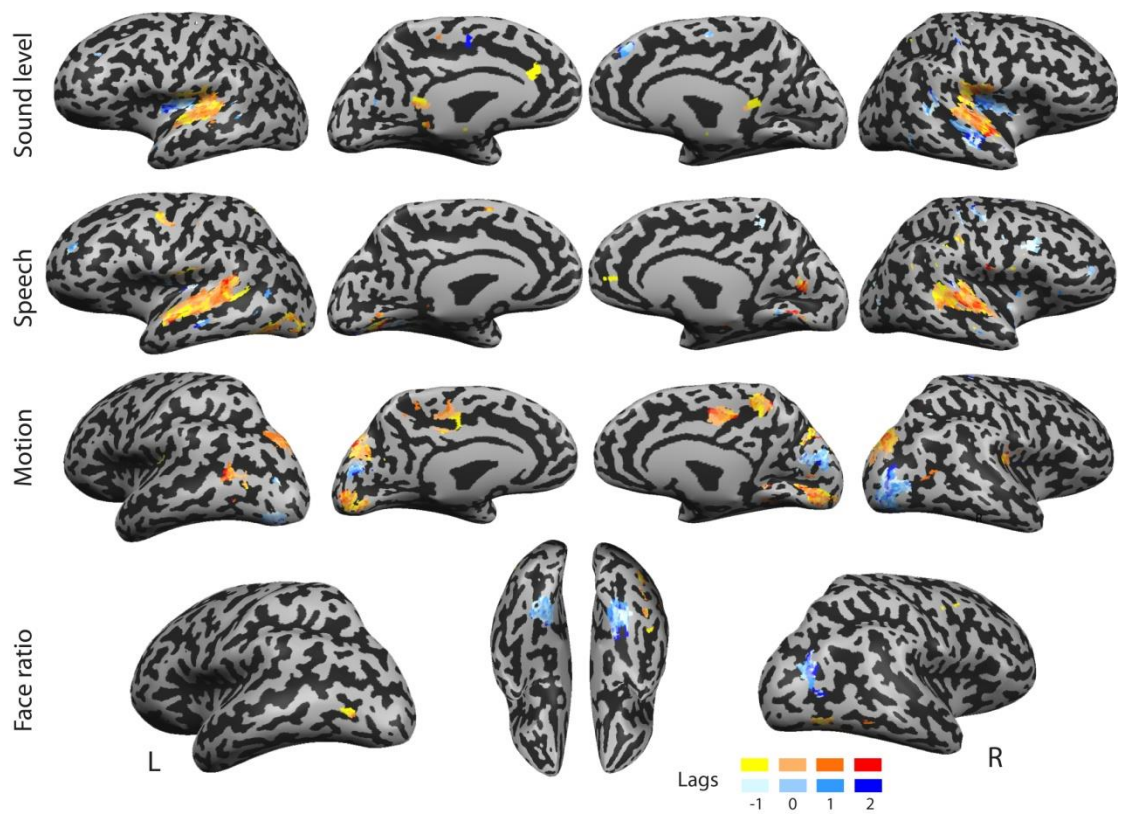 Sound level
Speech
Motion
Face ratio
L
R
Lags
-1 0 1 2